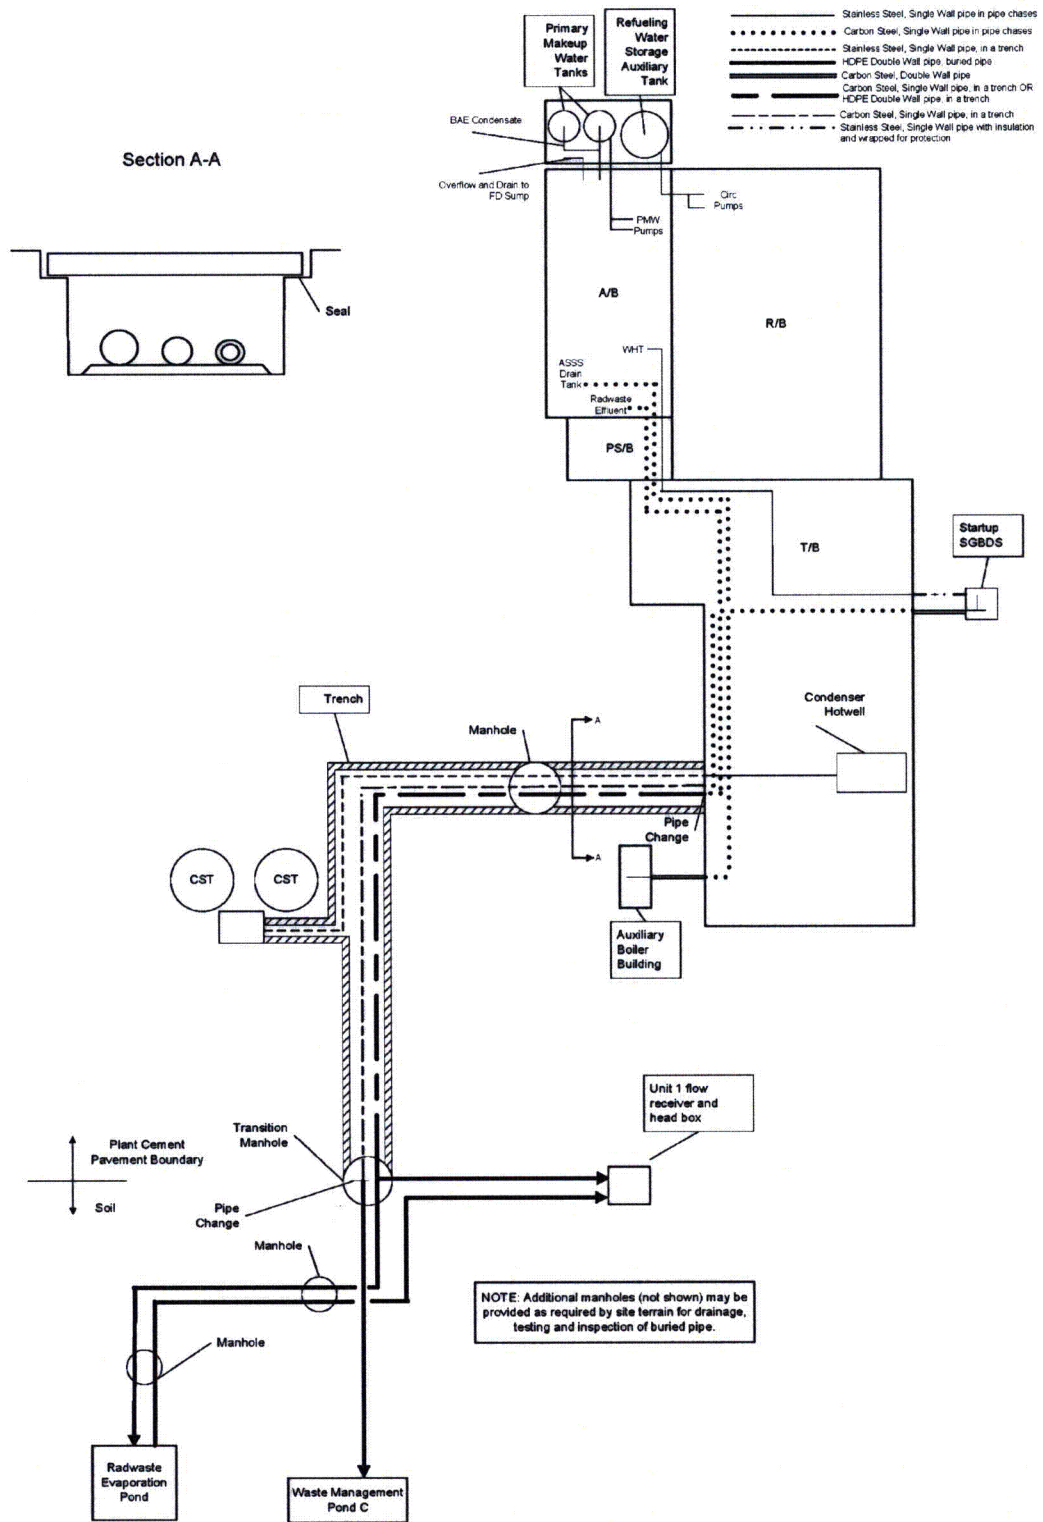 Stainless Steel, Single Wall pipe in pipe chases
Carbon Steel, Single Wall pipe in pipe chases
Stainless Steel, Single Wall pipe, in a trench
HDPE Double Wall pipe, buried pipe
Carbon Steel, Double Wall pipe
Carbon Steel, Single Wall pipe, in a trench OR
HDPE Double Wall pipe, in a trench
Carbon Steel, Single Wall pipe, in a trench
Stainless Steel, Single Wall pipe with insulation
and wrapped for protection
Primary
Makeup
Water
Tanks
Refueling
Water
Storage
Auxiliary
Tank
BAE Condensate
Section A-A
Overflow and Drain to
FD Sump
Circ
Pumps
PMW
Pumps
Seal
A/B
R/B
WHT
ASSS
Drain
Tank
Radwaste
Effluent
PS/B
Startup
SGBDS
T/B
Trench
Condenser
Hotwell
Manhole
A
Pipe
Change
A
CST
CST
Auxiliary
Boiler
Building
Unit 1 flow
receiver and
head box
Transition
Manhole
Plant Cement
Pavement Boundary
Soil
Pipe
Change
Manhole
NOTE: Additional manholes (not shown) may be
provided as required by site terrain for drainage,
testing and inspection of buried pipe.
Manhole
Radwaste
Evaporation
Pond
Waste Management
Pond C